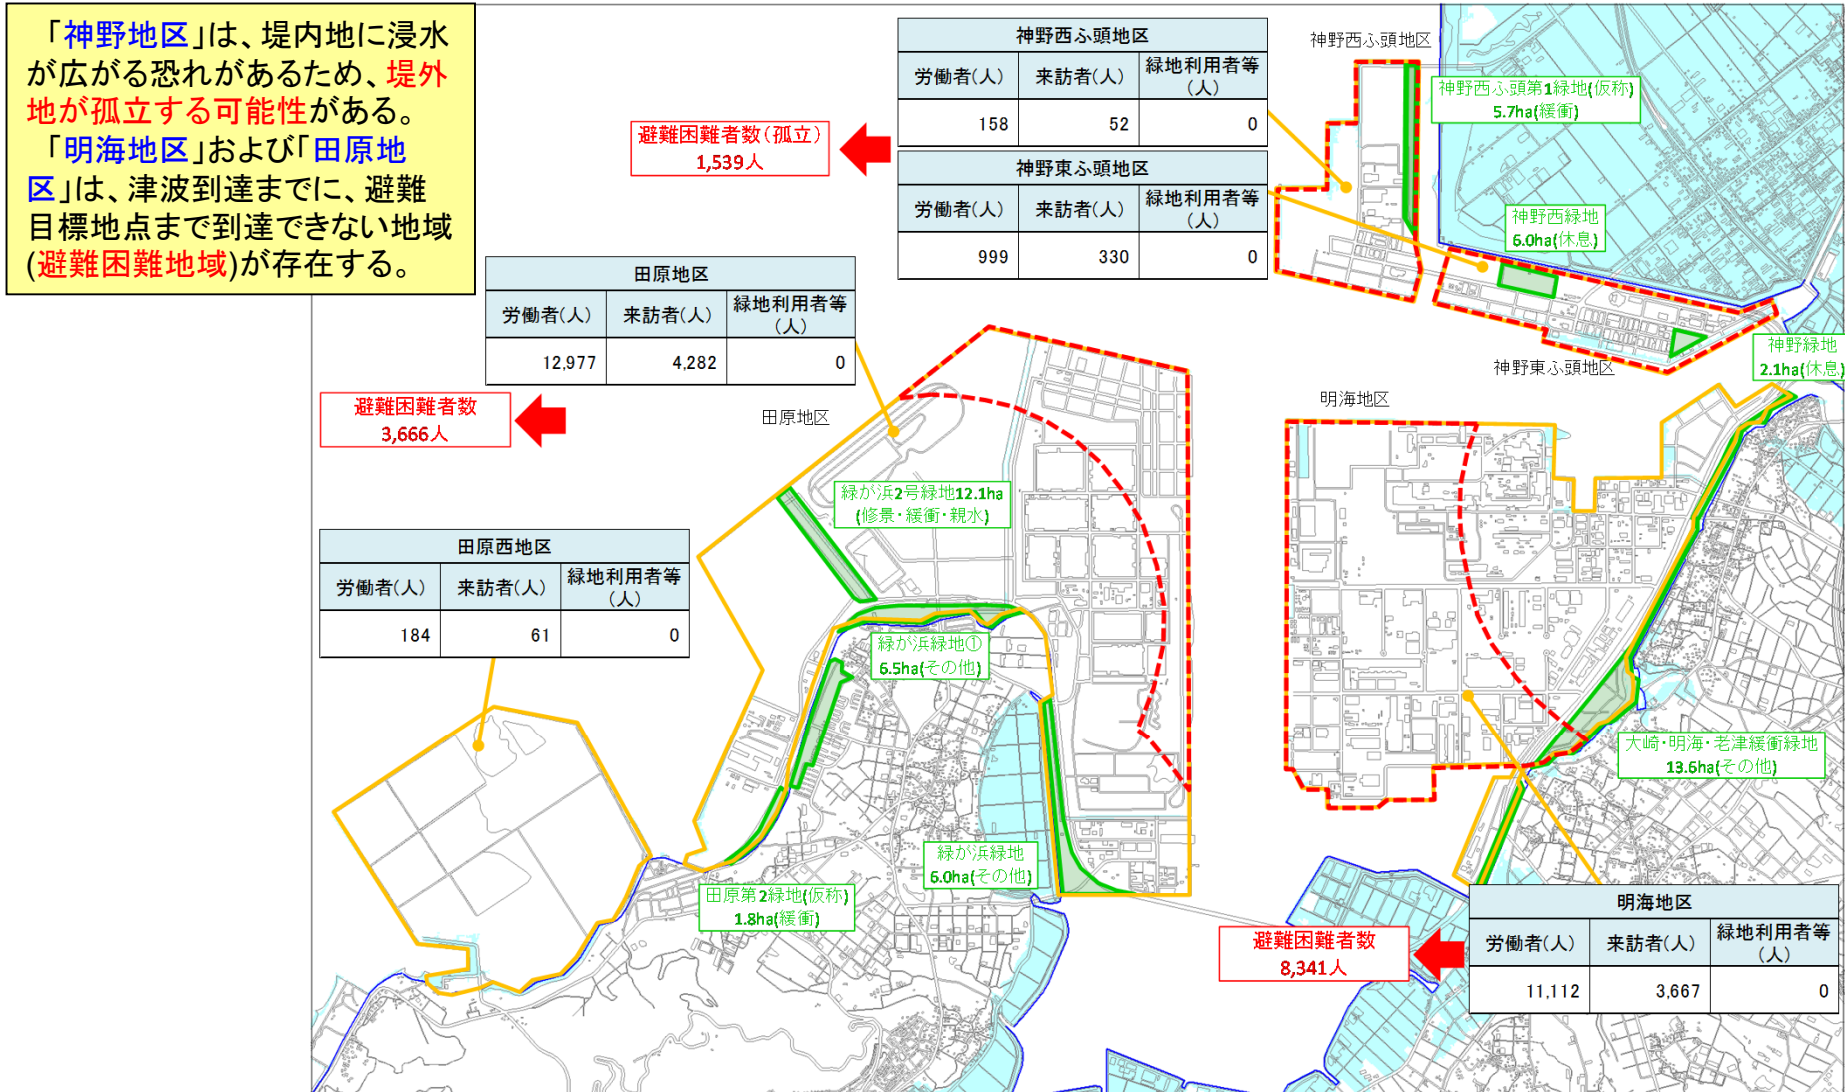 「神野地区」は、堤内地に浸水
が広がる恐れがあるため、堤外
地が孤立する可能性がある。
「明海地区」および「田原地
区」は、津波到達までに、避難
目標地点まで到達できない地域
(避難困難地域)が存在する。
神野西ふ頭地区
労働者(人) 来訪者(人) 緑地利用者等
(人)
158 52 0
神野東ふ頭地区
労働者(人) 来訪者(人) 緑地利用者等
(人)
999 330 0
避難困難者数(孤立)
1,539人
神野西ふ頭地区
神野西ふ頭第1緑地(仮称)
5.7ha(緩衝)
神野西緑地
6.0ha(休息)
神野東ふ頭地区
神野緑地
2.1ha(休息)
田原地区
労働者(人) 来訪者(人) 緑地利用者等
(人)
12,977 4,282 0
避難困難者数
3,666人
田原地区
明海地区
緑が浜2号緑地12.1ha
(修景・緩衝・親水)
田原西地区
労働者(人) 来訪者(人) 緑地利用者等
(人)
184 61 0
緑が浜緑地①
6.5ha(その他)
大崎・明海・老津緩衝緑地
13.6ha(その他)
緑が浜緑地
6.0ha(その他)
田原第2緑地(仮称)
1.8ha(緩衝)
避難困難者数
8,341人
明海地区
労働者(人) 来訪者(人) 緑地利用者等
(人)
11,112 3,667 0